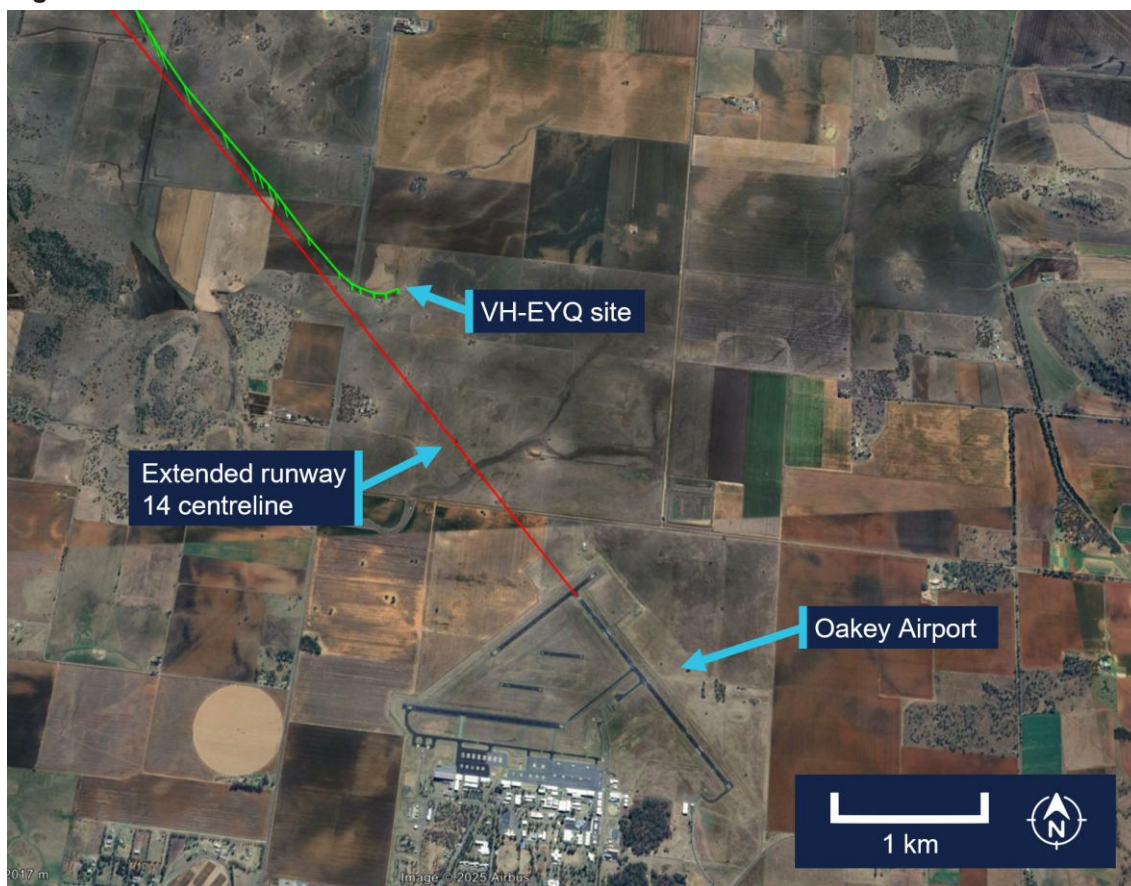 VH-EYQ site
Extended runway
14 centreline
Oakey Airport
1 km
N
2017 m
Image © 2025 Airbus